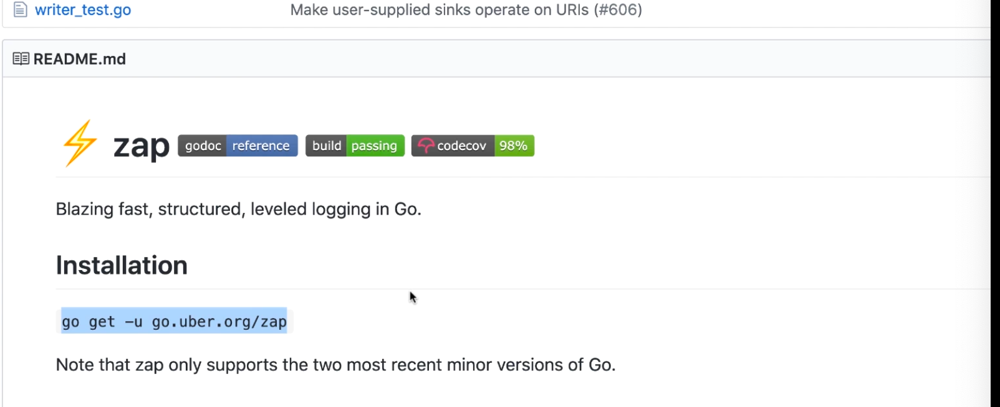 writer_test.go Make user-supplied sinks operate on URIs (#606)
README.md
zap godoc reference build passing codecov 98%
Blazing fast, structured, leveled logging in Go.
Installation
go get -u go.uber.org/zap
Note that zap only supports the two most recent minor versions of Go.